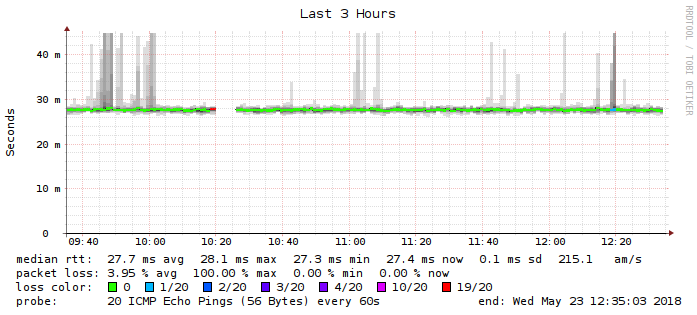 Last 3 Hours
RRDTOOL / TOBI OETIKER
Seconds
40 m
30 m
20 m
10 m
0
09:40 10:00 10:20 11:00 11:20 11:40 12:00 12:20
median rtt: 27.7 ms avg 28.1 ms max 27.3 ms min 27.4 ms now 0.1 ms sd 215.1 am/s
packet loss: 3.95 % avg 100.00 % max 0.00 % min 0.00 % now
loss color: 0 1/20 2/20 3/20 4/20 10/20 19/20
probe: 20 ICMP Echo Pings (56 Bytes) every 60s end: Wed May 23 12:35:03 2018